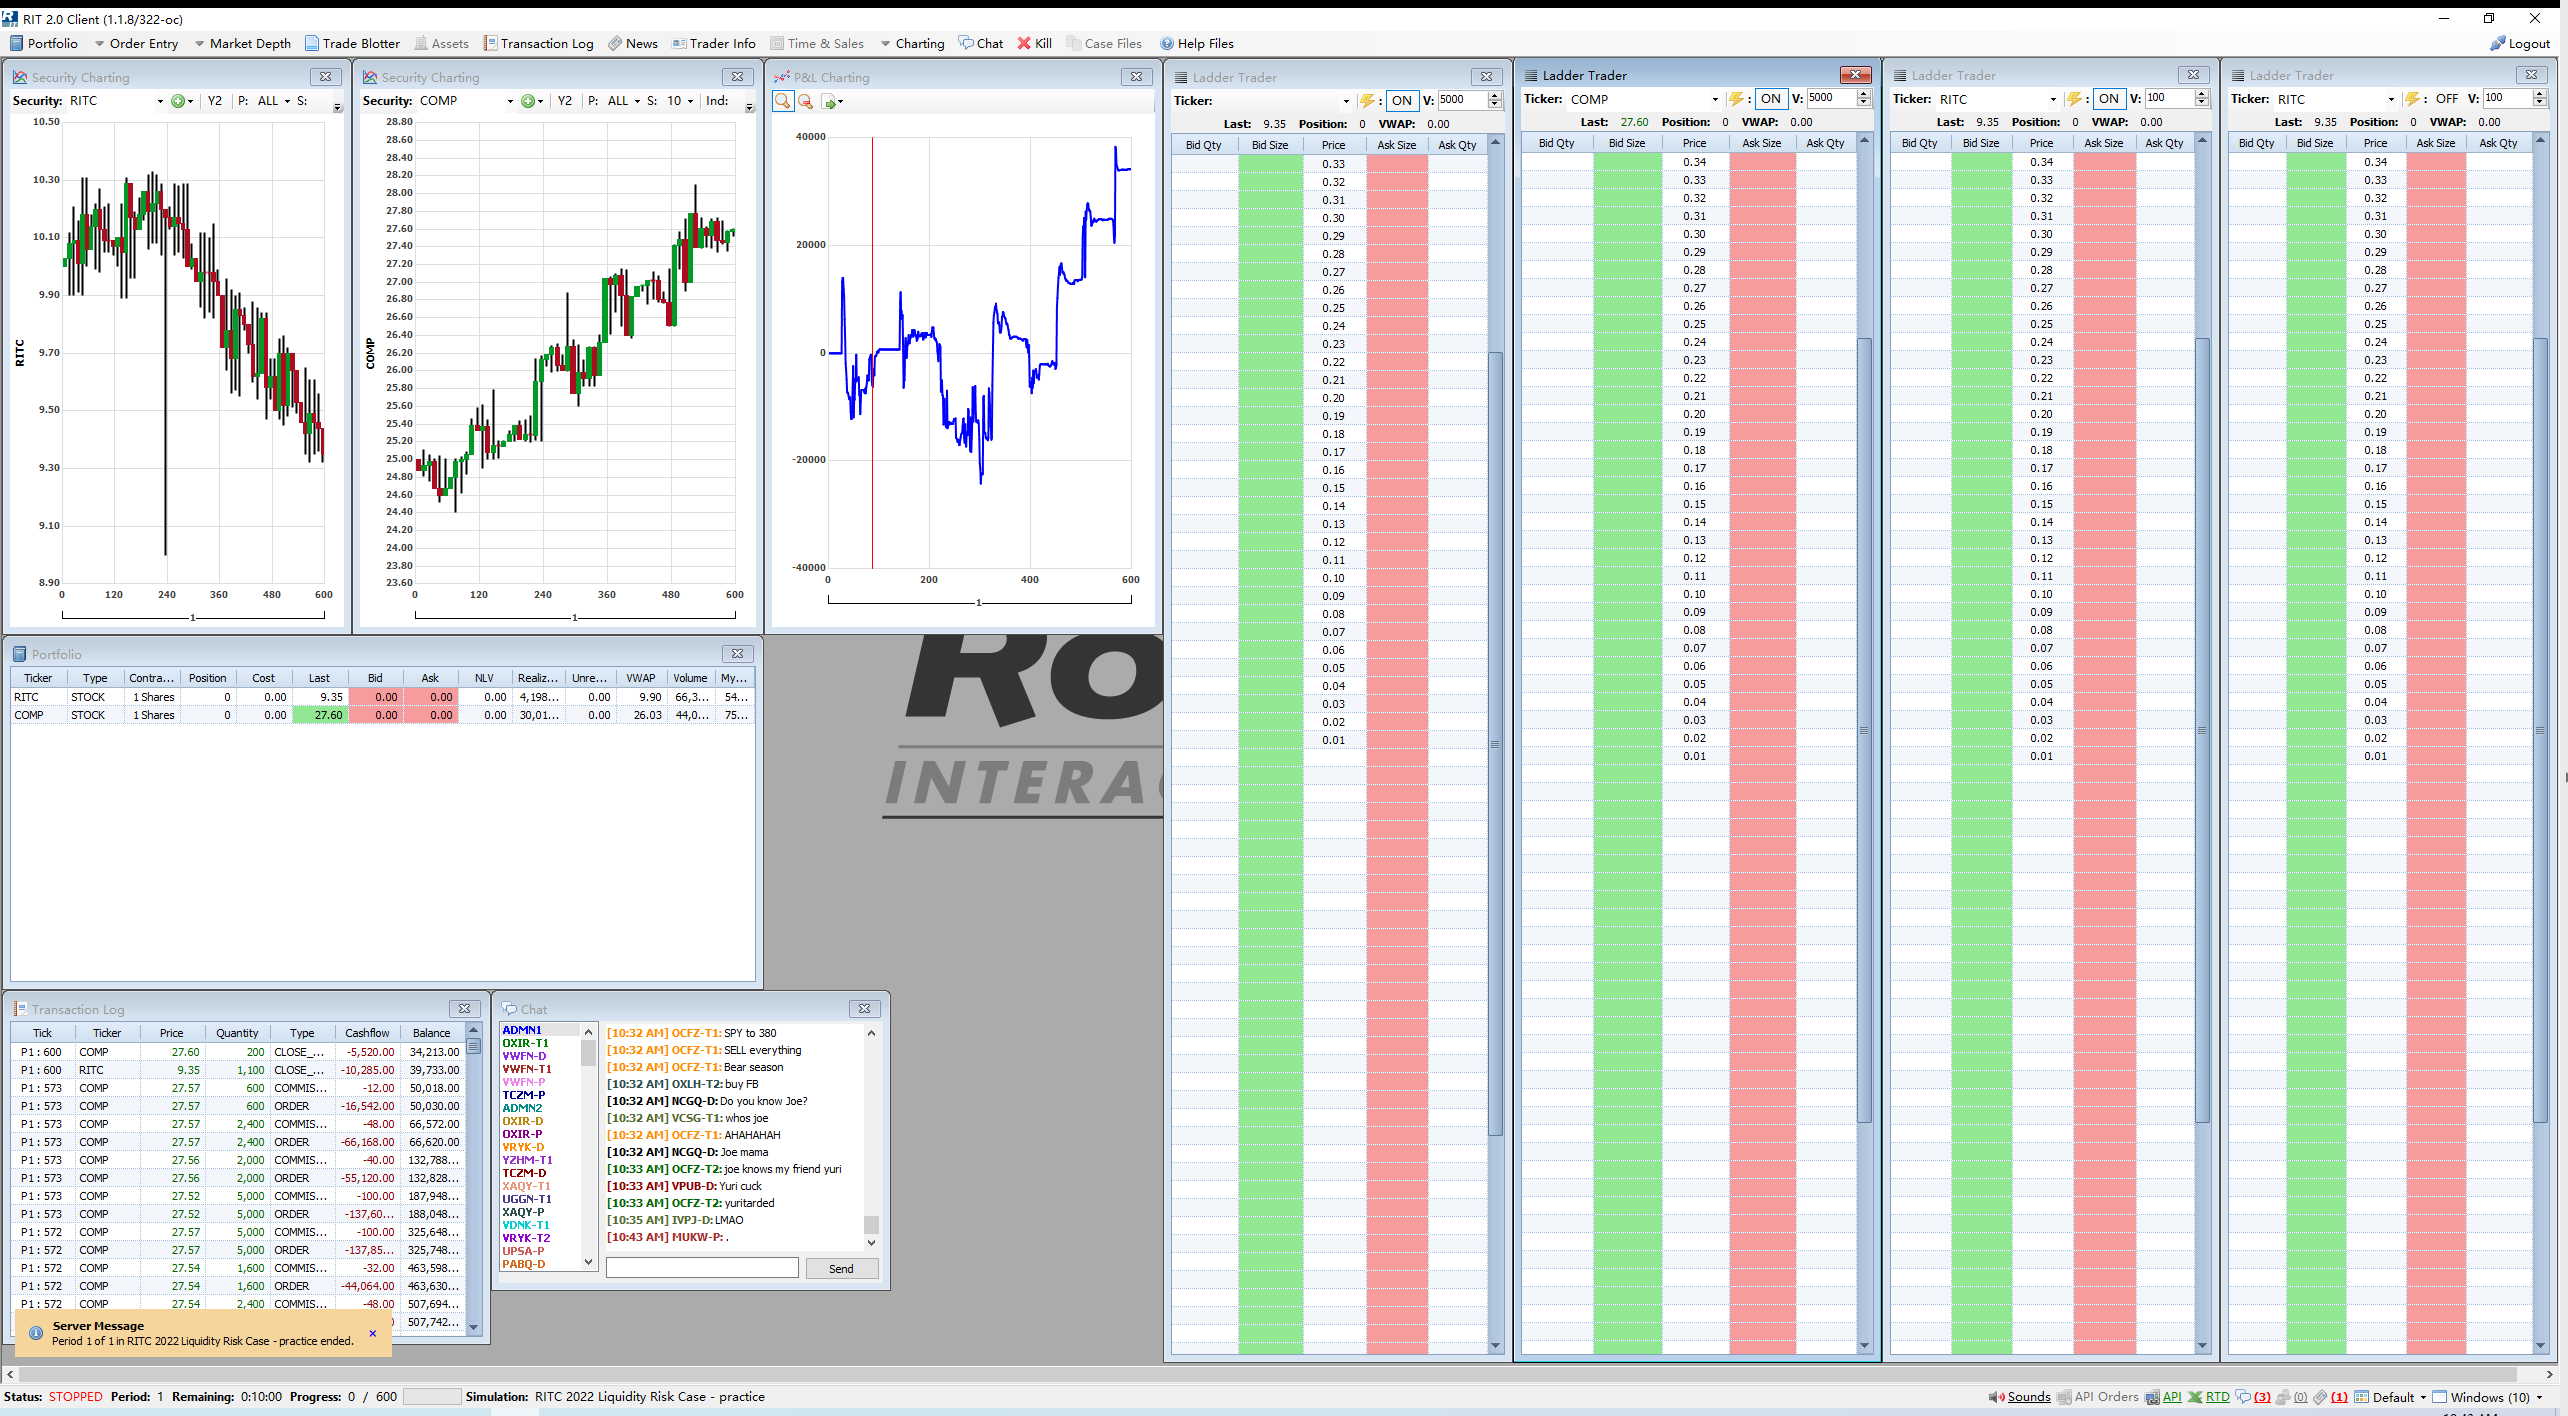 RIT 2.0 Client (1.1.8/322-oc)
Portfolio Order Entry Market Depth Trade Blotter Assets Transaction Log News Trader Info Time & Sales Charting Chat Kill Case Files Help Files Logout
Security Charting
Security: RITC Y2 P: ALL S:
10.50
10.30
10.10
9.90
9.70
9.50
9.30
9.10
8.90
RITC
0 120 240 360 480 600
1
Security Charting
Security: COMP Y2 P: ALL S: 10 Ind:
28.80
28.60
28.40
28.20
28.00
27.80
27.60
27.40
27.20
27.00
26.80
26.60
26.40
26.20
26.00
25.80
25.60
25.40
25.20
25.00
24.80
24.60
24.40
24.20
24.00
23.80
23.60
COMP
0 120 240 360 480 600
1
P&L Charting
40000
20000
0
-20000
-40000
0 200 400 600
1
Ladder Trader
Ticker: : ON V: 5000
Last: 9.35 Position: 0 VWAP: 0.00
Bid Qty Bid Size Price Ask Size Ask Qty
0.33
0.32
0.31
0.30
0.29
0.28
0.27
0.26
0.25
0.24
0.23
0.22
0.21
0.20
0.19
0.18
0.17
0.16
0.15
0.14
0.13
0.12
0.11
0.10
0.09
0.08
0.07
0.06
0.05
0.04
0.03
0.02
0.01
Ladder Trader
Ticker: COMP : ON V: 5000
Last: 27.60 Position: 0 VWAP: 0.00
Bid Qty Bid Size Price Ask Size Ask Qty
0.34
0.33
0.32
0.31
0.30
0.29
0.28
0.27
0.26
0.25
0.24
0.23
0.22
0.21
0.20
0.19
0.18
0.17
0.16
0.15
0.14
0.13
0.12
0.11
0.10
0.09
0.08
0.07
0.06
0.05
0.04
0.03
0.02
0.01
Ladder Trader
Ticker: RITC : ON V: 100
Last: 9.35 Position: 0 VWAP: 0.00
Bid Qty Bid Size Price Ask Size Ask Qty
0.34
0.33
0.32
0.31
0.30
0.29
0.28
0.27
0.26
0.25
0.24
0.23
0.22
0.21
0.20
0.19
0.18
0.17
0.16
0.15
0.14
0.13
0.12
0.11
0.10
0.09
0.08
0.07
0.06
0.05
0.04
0.03
0.02
0.01
Ladder Trader
Ticker: RITC : OFF V: 100
Last: 9.35 Position: 0 VWAP: 0.00
Bid Qty Bid Size Price Ask Size Ask Qty
0.34
0.33
0.32
0.31
0.30
0.29
0.28
0.27
0.26
0.25
0.24
0.23
0.22
0.21
0.20
0.19
0.18
0.17
0.16
0.15
0.14
0.13
0.12
0.11
0.10
0.09
0.08
0.07
0.06
0.05
0.04
0.03
0.02
0.01
Portfolio
Ticker Type Contra... Position Cost Last Bid Ask NLV Realiz... Unre... VWAP Volume My...
RITC STOCK 1 Shares 0 0.00 9.35 0.00 0.00 0.00 4,198... 0.00 9.90 66,3... 54...
COMP STOCK 1 Shares 0 0.00 27.60 0.00 0.00 0.00 30,01... 0.00 26.03 44,0... 75...
Ro
INTERAC
Transaction Log
Tick Ticker Price Quantity Type Cashflow Balance
P1 : 600 COMP 27.60 200 CLOSE_... -5,520.00 34,213.00
P1 : 600 RITC 9.35 1,100 CLOSE_... -10,285.00 39,733.00
P1 : 573 COMP 27.57 600 COMMIS... -12.00 50,018.00
P1 : 573 COMP 27.57 600 ORDER -16,542.00 50,030.00
P1 : 573 COMP 27.57 2,400 COMMIS... -48.00 66,572.00
P1 : 573 COMP 27.57 2,400 ORDER -66,168.00 66,620.00
P1 : 573 COMP 27.56 2,000 COMMIS... -40.00 132,788...
P1 : 573 COMP 27.56 2,000 ORDER -55,120.00 132,828...
P1 : 573 COMP 27.52 5,000 COMMIS... -100.00 187,948...
P1 : 573 COMP 27.52 5,000 ORDER -137,60... 188,048...
P1 : 572 COMP 27.57 5,000 COMMIS... -100.00 325,648...
P1 : 572 COMP 27.57 5,000 ORDER -137,85... 325,748...
P1 : 572 COMP 27.54 1,600 COMMIS... -32.00 463,598...
P1 : 572 COMP 27.54 1,600 ORDER -44,064.00 463,630...
P1 : 572 COMP 27.54 2,400 COMMIS... -48.00 507,694...
507,742...
Server Message
Period 1 of 1 in RITC 2022 Liquidity Risk Case - practice ended.
Chat
ADMN1
OXIR-T1
VWFN-D
VWFN-T1
VWFN-P
TCZM-P
ADMN2
OXIR-D
OXIR-P
VRYK-D
YZHM-T1
TCZM-D
XAQY-T1
UGGN-T1
XAQY-P
VDNK-T1
VRYK-T2
UPSA-P
PABQ-D
[10:32 AM] OCFZ-T1: SPY to 380
[10:32 AM] OCFZ-T1: SELL everything
[10:32 AM] OCFZ-T1: Bear season
[10:32 AM] OXLH-T2: buy FB
[10:32 AM] NCGQ-D: Do you know Joe?
[10:32 AM] VCSG-T1: whos joe
[10:32 AM] OCFZ-T1: AHAHAHAH
[10:32 AM] NCGQ-D: Joe mama
[10:33 AM] OCFZ-T2: joe knows my friend yuri
[10:33 AM] VPUB-D: Yuri cuck
[10:33 AM] OCFZ-T2: yuritarded
[10:35 AM] IVPJ-D: LMAO
[10:43 AM] MUKW-P: .
Send
Status: STOPPED Period: 1 Remaining: 0:10:00 Progress: 0 / 600 Simulation: RITC 2022 Liquidity Risk Case - practice
Sounds API Orders API RTD (3) (0) (1) Default Windows (10)